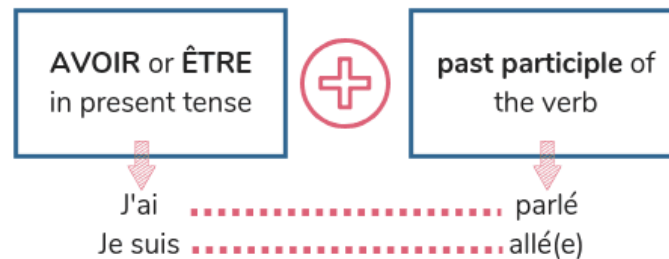 AVOIR or ÊTRE
in present tense
past participle of
the verb
J'ai parlé
Je suis allé(e)